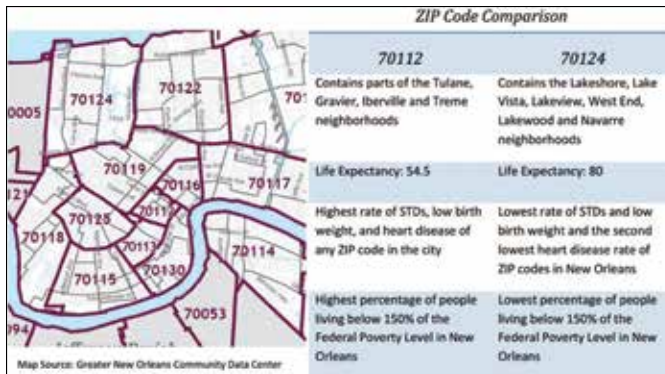 ZIP Code Comparison
70112
70124
Contains parts of the Tulane,
Gravier, Iberville and Treme
neighborhoods
Contains the Lakeshore, Lake
Vista, Lakeview, West End,
Lakewood and Navarre
neighborhoods
Life Expectancy: 54.5
Life Expectancy: 80
Highest rate of STDs, low birth
weight, and heart disease of
any ZIP code in the city
Lowest rate of STDs and low
birth weight and the second
lowest heart disease rate of
ZIP codes in New Orleans
Highest percentage of people
living below 150% of the
Federal Poverty Level in New
Orleans
Lowest percentage of people
living below 150% of the
Federal Poverty Level in New
Orleans
70124
70122
0005
701
70119
70116
70117
7011
121
70125
70118
70113
70114
70115
70130
70053
094
Map Source: Greater New Orleans Community Data Center